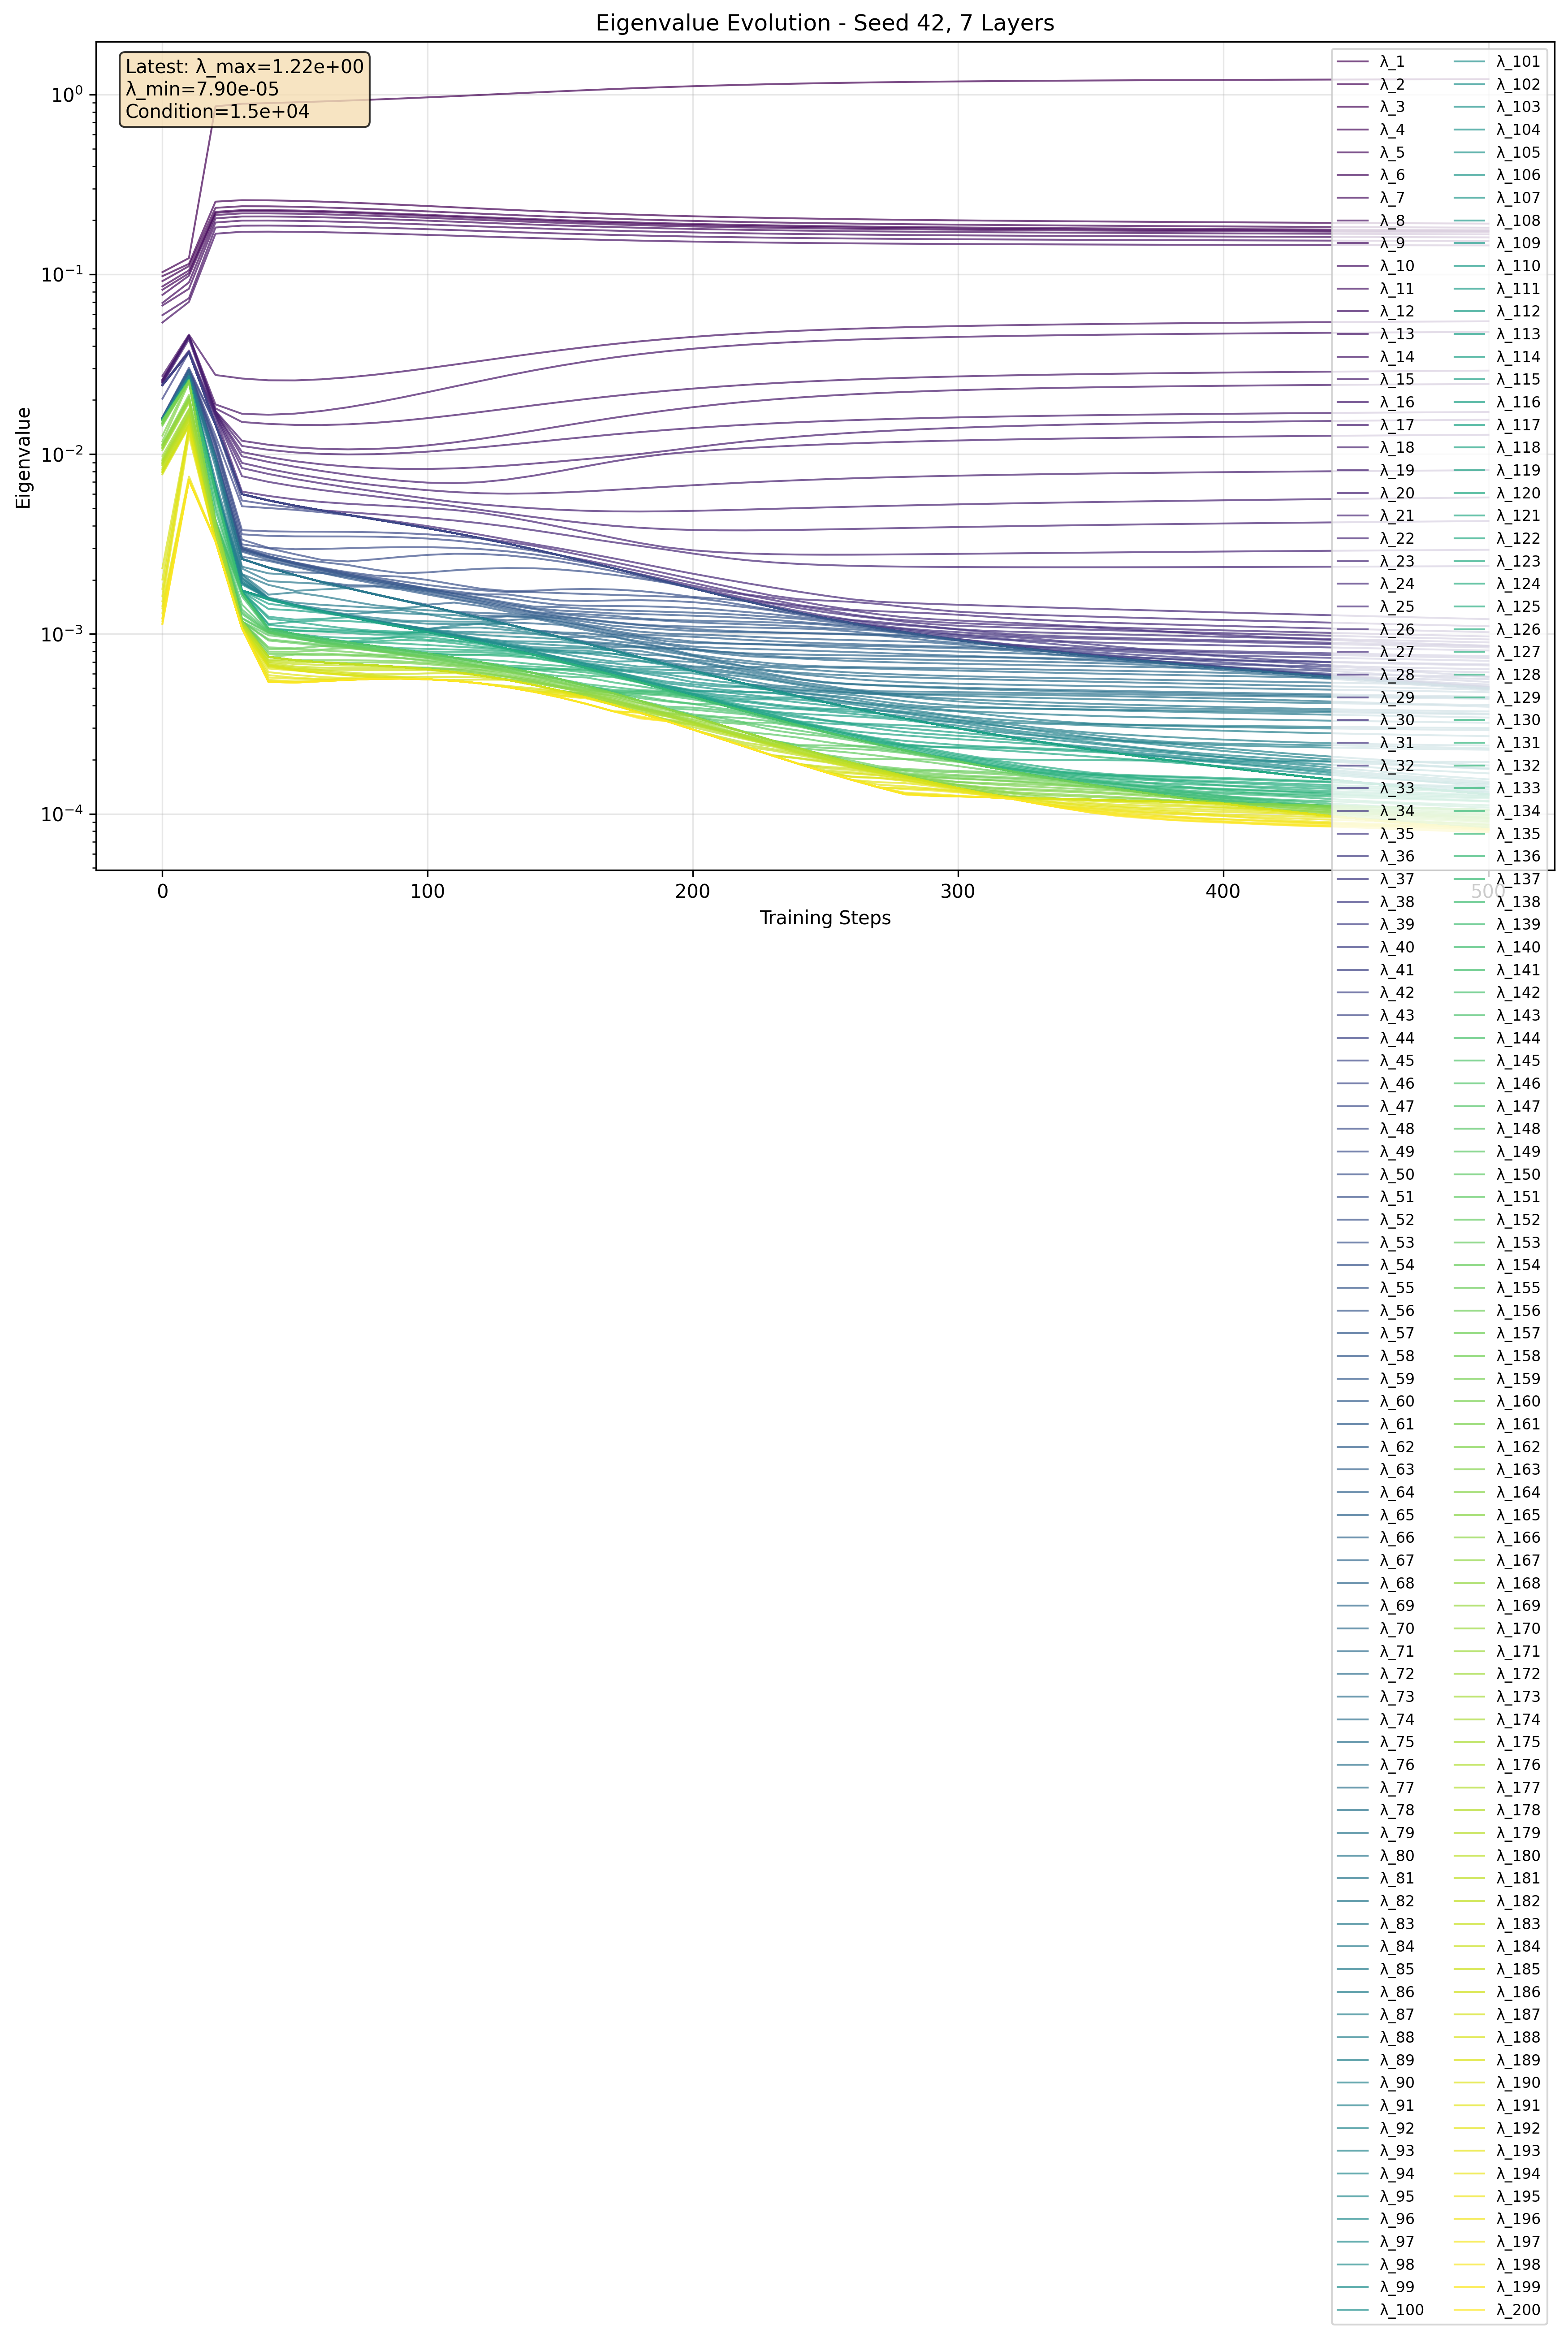 Eigenvalue Evolution - Seed 42, 7 Layers
Latest: λ_max=1.22e+00
λ_min=7.90e-05
Condition=1.5e+04
10⁰
10⁻¹
10⁻²
10⁻³
10⁻⁴
Eigenvalue
0
100
200
300
400
500
Training Steps
λ_1
λ_2
λ_3
λ_4
λ_5
λ_6
λ_7
λ_8
λ_9
λ_10
λ_11
λ_12
λ_13
λ_14
λ_15
λ_16
λ_17
λ_18
λ_19
λ_20
λ_21
λ_22
λ_23
λ_24
λ_25
λ_26
λ_27
λ_28
λ_29
λ_30
λ_31
λ_32
λ_33
λ_34
λ_35
λ_36
λ_37
λ_38
λ_39
λ_40
λ_41
λ_42
λ_43
λ_44
λ_45
λ_46
λ_47
λ_48
λ_49
λ_50
λ_51
λ_52
λ_53
λ_54
λ_55
λ_56
λ_57
λ_58
λ_59
λ_60
λ_61
λ_62
λ_63
λ_64
λ_65
λ_66
λ_67
λ_68
λ_69
λ_70
λ_71
λ_72
λ_73
λ_74
λ_75
λ_76
λ_77
λ_78
λ_79
λ_80
λ_81
λ_82
λ_83
λ_84
λ_85
λ_86
λ_87
λ_88
λ_89
λ_90
λ_91
λ_92
λ_93
λ_94
λ_95
λ_96
λ_97
λ_98
λ_99
λ_100
λ_101
λ_102
λ_103
λ_104
λ_105
λ_106
λ_107
λ_108
λ_109
λ_110
λ_111
λ_112
λ_113
λ_114
λ_115
λ_116
λ_117
λ_118
λ_119
λ_120
λ_121
λ_122
λ_123
λ_124
λ_125
λ_126
λ_127
λ_128
λ_129
λ_130
λ_131
λ_132
λ_133
λ_134
λ_135
λ_136
λ_137
λ_138
λ_139
λ_140
λ_141
λ_142
λ_143
λ_144
λ_145
λ_146
λ_147
λ_148
λ_149
λ_150
λ_151
λ_152
λ_153
λ_154
λ_155
λ_156
λ_157
λ_158
λ_159
λ_160
λ_161
λ_162
λ_163
λ_164
λ_165
λ_166
λ_167
λ_168
λ_169
λ_170
λ_171
λ_172
λ_173
λ_174
λ_175
λ_176
λ_177
λ_178
λ_179
λ_180
λ_181
λ_182
λ_183
λ_184
λ_185
λ_186
λ_187
λ_188
λ_189
λ_190
λ_191
λ_192
λ_193
λ_194
λ_195
λ_196
λ_197
λ_198
λ_199
λ_200